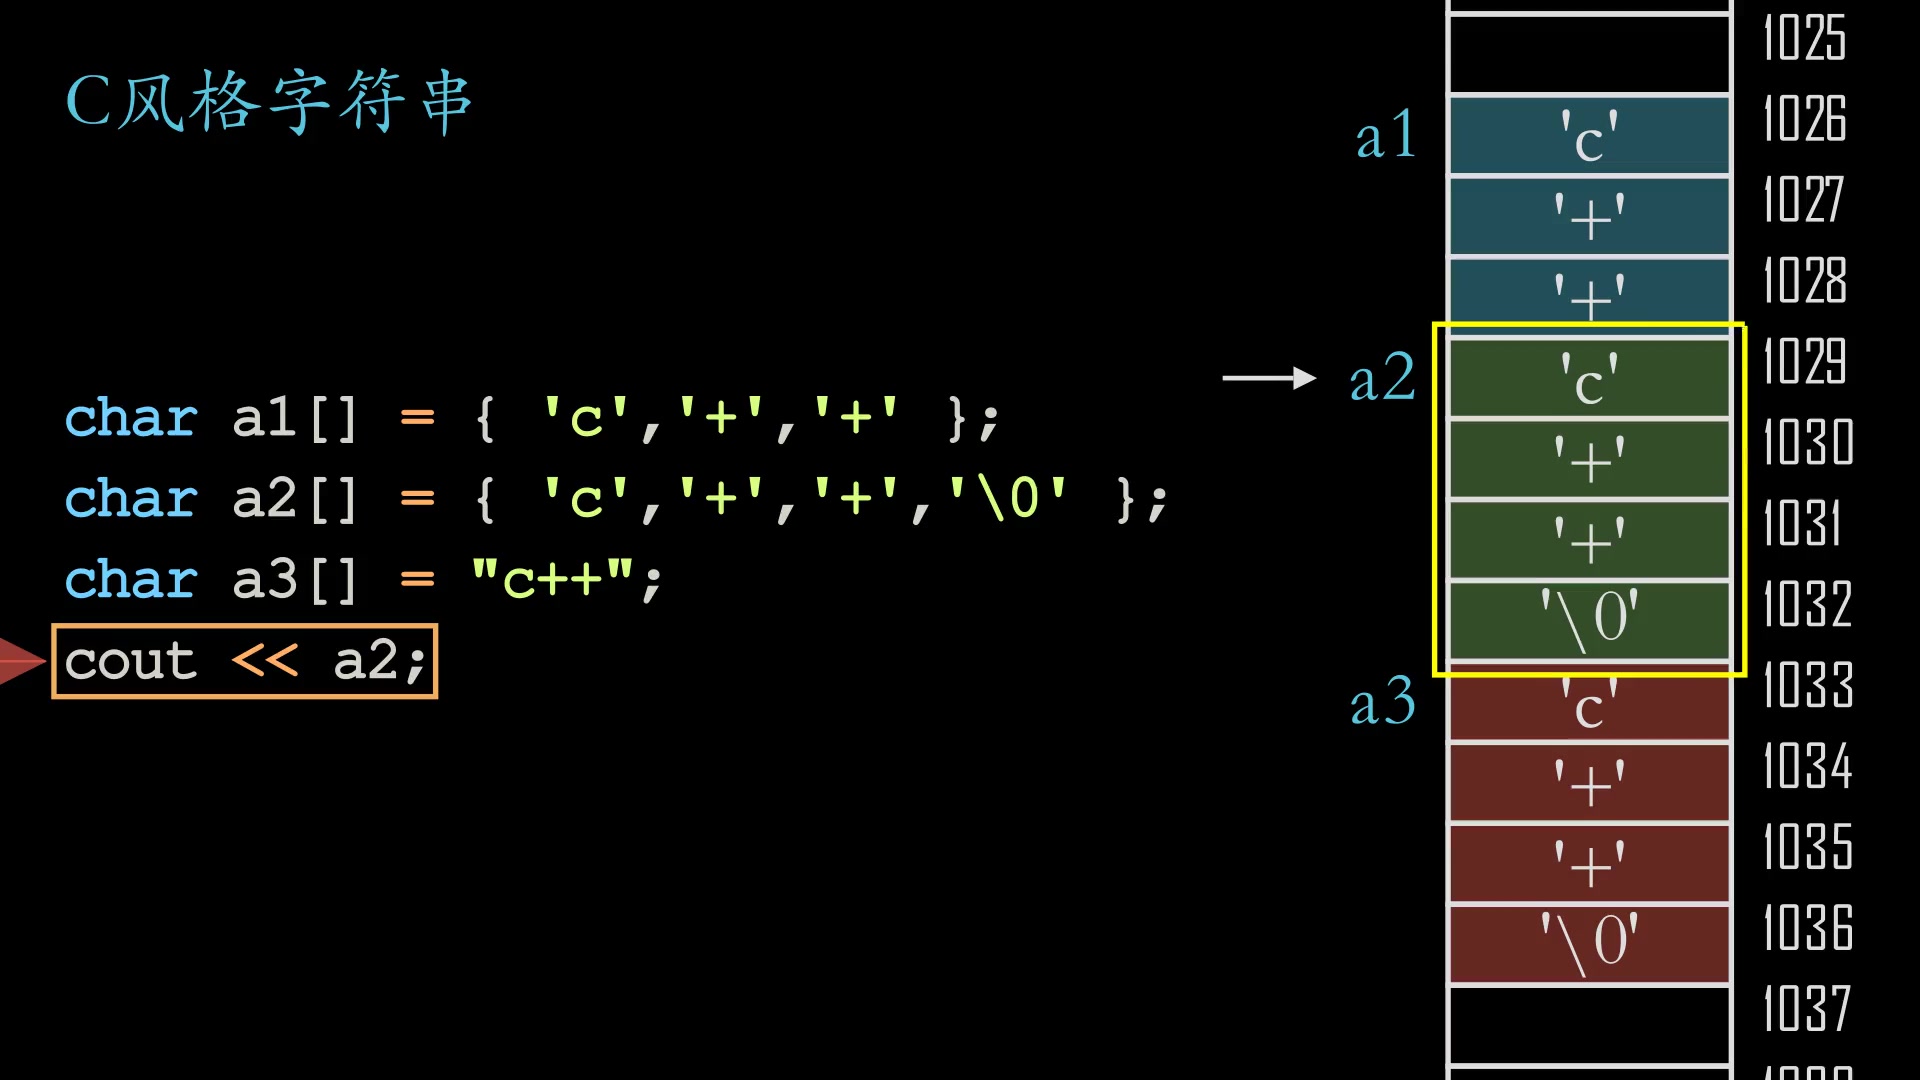 C风格字符串
char a1[] = { 'c','+','+' };
char a2[] = { 'c','+','+','\0' };
char a3[] = "c++";
cout << a2;
1025
a1 'c' 1026
'+' 1027
'+' 1028
a2 'c' 1029
'+' 1030
'+' 1031
'\0' 1032
a3 'c' 1033
'+' 1034
'+' 1035
'\0' 1036
1037